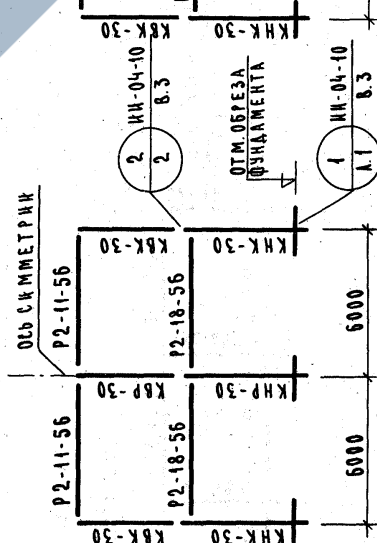 КВК-30
КНК-30
2
2
ИИ-04-10
В.3
ОТМ. ОБРЕЗА
ФУНДАМЕНТА
1
Л.1
ИИ-04-10
В.3
ОСЬ СИММЕТРИИ
КВК-30
КНК-30
Р2-11-56
Р2-18-56
6000
КВР-30
КНР-30
Р2-11-56
Р2-18-56
6000
КВК-30
КНК-30